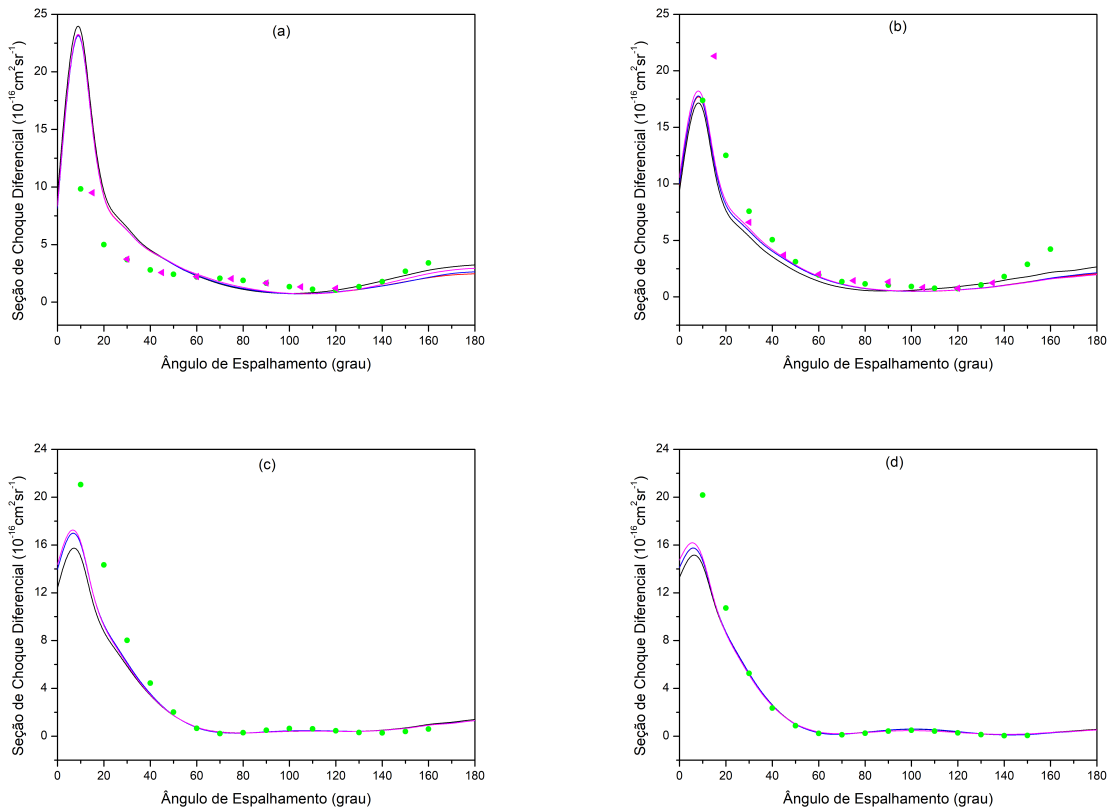 (a)
Seção de Choque Diferencial (10⁻¹⁶cm²sr⁻¹)
25
20
15
10
5
0
0 20 40 60 80 100 120 140 160 180
Ângulo de Espalhamento (grau)
(b)
Seção de Choque Diferencial (10⁻¹⁶cm²sr⁻¹)
25
20
15
10
5
0
0 20 40 60 80 100 120 140 160 180
Ângulo de Espalhamento (grau)
(c)
Seção de Choque Diferencial (10⁻¹⁶cm²sr⁻¹)
24
20
16
12
8
4
0
0 20 40 60 80 100 120 140 160 180
Ângulo de Espalhamento (grau)
(d)
Seção de Choque Diferencial (10⁻¹⁶cm²sr⁻¹)
24
20
16
12
8
4
0
0 20 40 60 80 100 120 140 160 180
Ângulo de Espalhamento (grau)